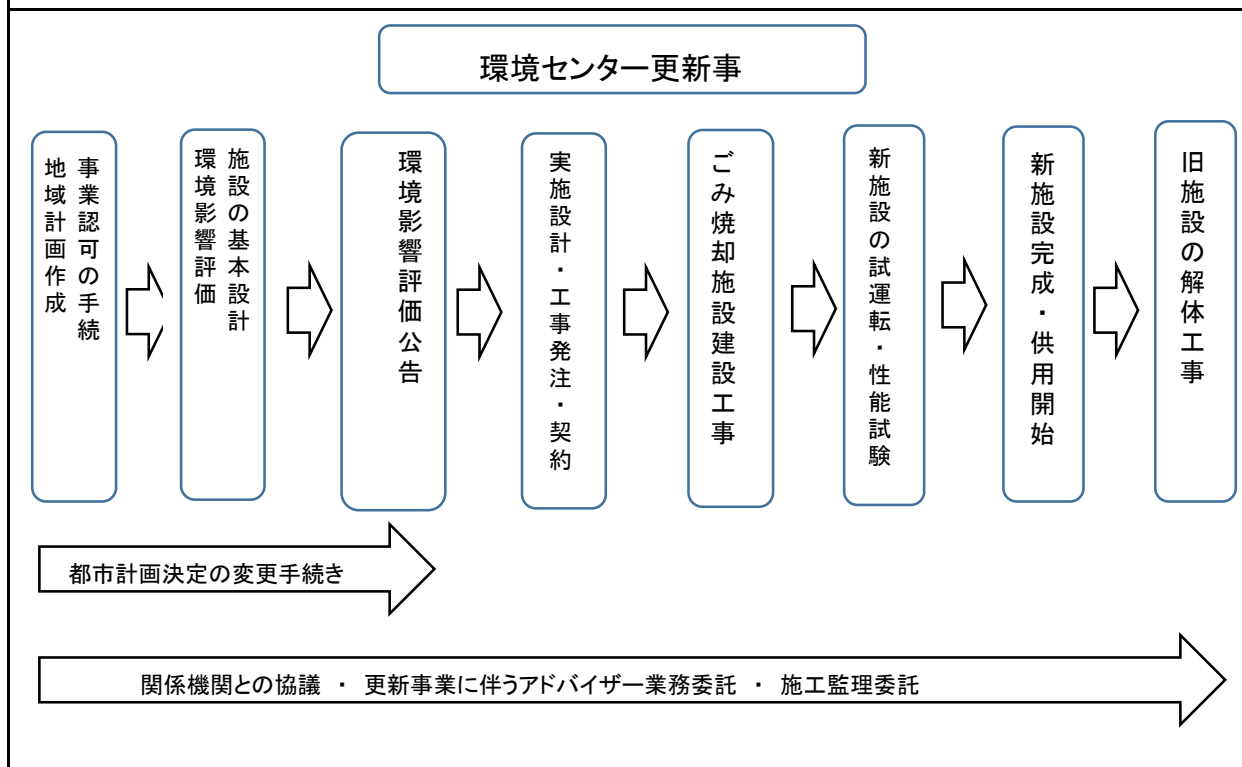 環境センター更新事
事業認可の手続
地域計画作成
施設の基本設計
環境影響評価
環境影響評価公告
実施設計・工事発注・契約
ごみ焼却施設建設工事
新施設の試運転・性能試験
新施設完成・供用開始
旧施設の解体工事
都市計画決定の変更手続き
関係機関との協議 ・ 更新事業に伴うアドバイザー業務委託 ・ 施工監理委託